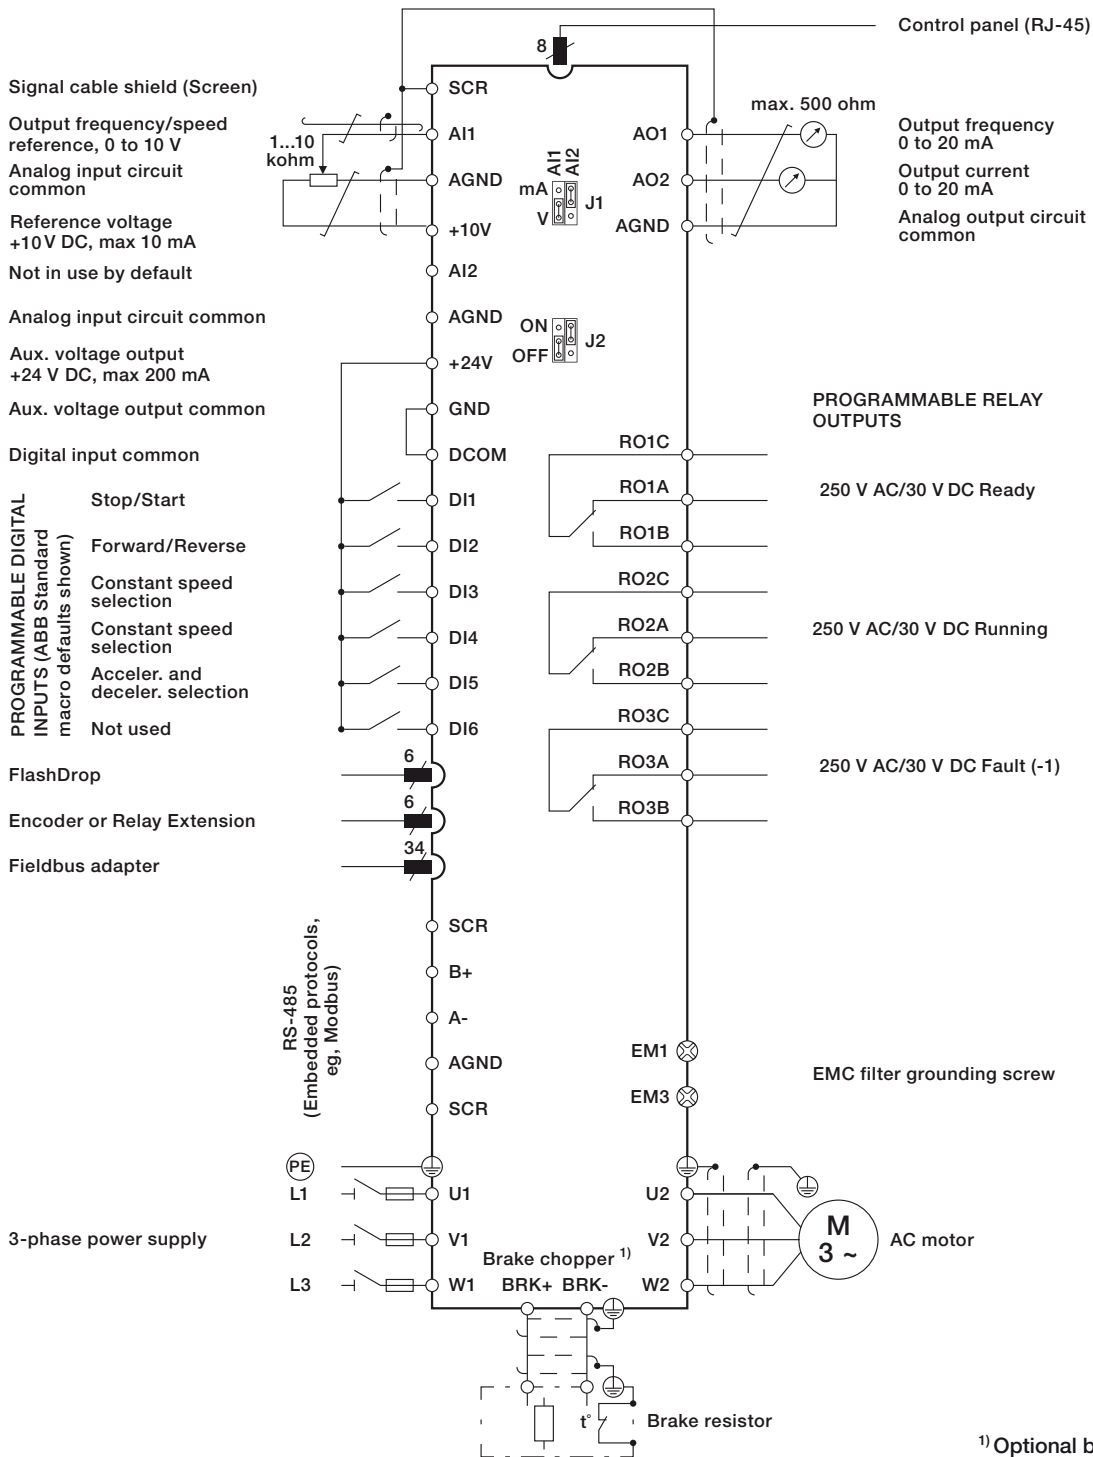 Control panel (RJ-45)
8
Signal cable shield (Screen)
SCR
Output frequency/speed
reference, 0 to 10 V
1...10
kohm
AI1
Analog input circuit
common
AGND
Reference voltage
+10V DC, max 10 mA
+10V
Not in use by default
AI2
Analog input circuit common
AGND
Aux. voltage output
+24 V DC, max 200 mA
+24V
Aux. voltage output common
GND
Digital input common
DCOM
AI1
AI2
mA
V
J1
ON
OFF
J2
max. 500 ohm
AO1
Output frequency
0 to 20 mA
AO2
Output current
0 to 20 mA
AGND
Analog output circuit
common
PROGRAMMABLE DIGITAL
INPUTS (ABB Standard
macro defaults shown)
Stop/Start
DI1
Forward/Reverse
DI2
Constant speed
selection
DI3
Constant speed
selection
DI4
Acceler. and
deceler. selection
DI5
Not used
DI6
PROGRAMMABLE RELAY
OUTPUTS
RO1C
RO1A
250 V AC/30 V DC Ready
RO1B
RO2C
RO2A
250 V AC/30 V DC Running
RO2B
RO3C
RO3A
250 V AC/30 V DC Fault (-1)
RO3B
FlashDrop
6
Encoder or Relay Extension
6
Fieldbus adapter
34
RS-485
(Embedded protocols,
eg, Modbus)
SCR
B+
A-
AGND
SCR
EM1
EM3
EMC filter grounding screw
PE
3-phase power supply
L1
U1
L2
V1
L3
W1
U2
V2
W2
M
3 ~
AC motor
Brake chopper 1)
BRK+ BRK-
t°
Brake resistor
1) Optional b